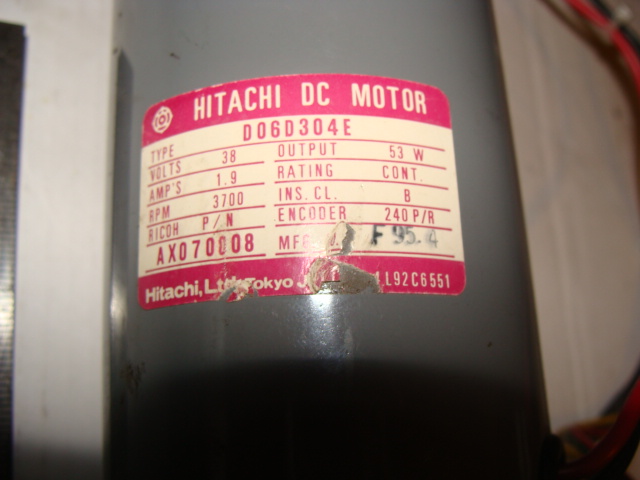 HITACHI DC MOTOR
TYPE D06D304E
VOLTS 38 OUTPUT 53 W
AMP'S 1.9 RATING CONT.
RPM 3700 INS. CL. B
RICOH P/N ENCODER 240 P/R
AX070008 MFG F 95.4
Hitachi, Ltd. Tokyo LL92C6551